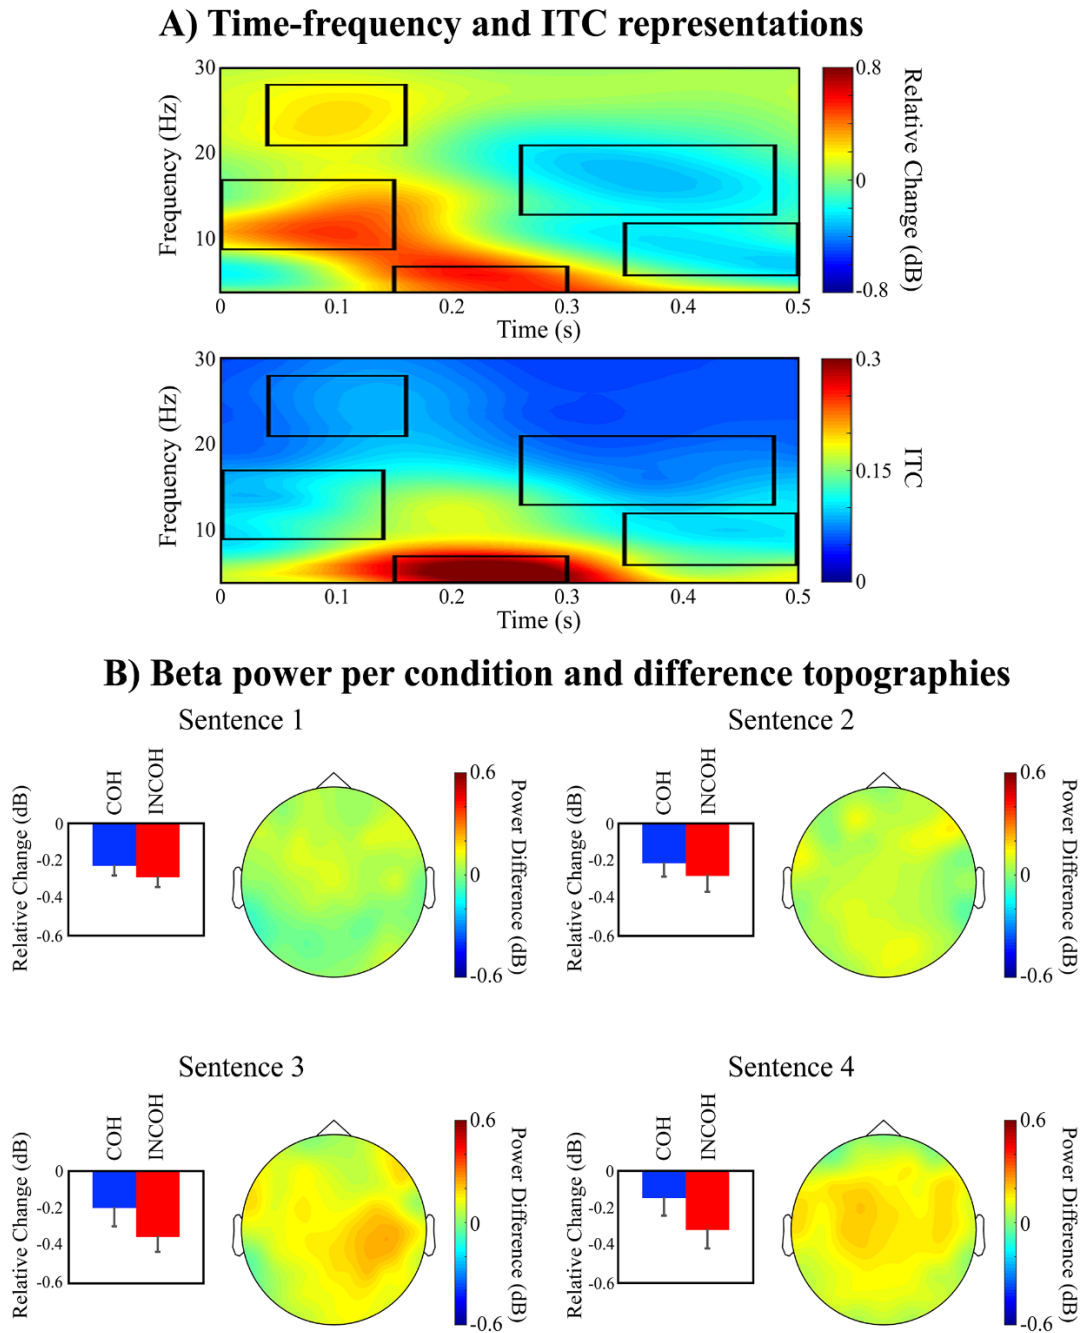 A) Time-frequency and ITC representations
30
20
10
Frequency (Hz)
0
0.1
0.2
0.3
0.4
0.5
Time (s)
0.8
0
-0.8
Relative Change (dB)
30
20
10
Frequency (Hz)
0
0.1
0.2
0.3
0.4
0.5
Time (s)
0.3
0.15
0
ITC
B) Beta power per condition and difference topographies
Sentence 1
COH
INCOH
0
-0.2
-0.4
-0.6
Relative Change (dB)
0.6
0
-0.6
Power Difference (dB)
Sentence 2
COH
INCOH
0
-0.2
-0.4
-0.6
Relative Change (dB)
0.6
0
-0.6
Power Difference (dB)
Sentence 3
COH
INCOH
0
-0.2
-0.4
-0.6
Relative Change (dB)
0.6
0
-0.6
Power Difference (dB)
Sentence 4
COH
INCOH
0
-0.2
-0.4
-0.6
Relative Change (dB)
0.6
0
-0.6
Power Difference (dB)